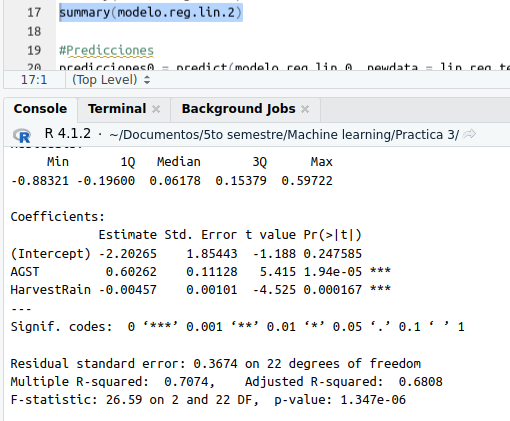 17 summary(modelo.reg.lin.2)
18
19 #Predicciones
20 predicciones0 = predict(modelo.reg.lin.0, newdata = lin.reg.te
17:1 (Top Level)
Console Terminal Background Jobs
R 4.1.2 · ~/Documentos/5to semestre/Machine learning/Practica 3/
Min 1Q Median 3Q Max
-0.88321 -0.19600 0.06178 0.15379 0.59722
Coefficients:
Estimate Std. Error t value Pr(>|t|)
(Intercept) -2.20265 1.85443 -1.188 0.247585
AGST 0.60262 0.11128 5.415 1.94e-05 ***
HarvestRain -0.00457 0.00101 -4.525 0.000167 ***
---
Signif. codes: 0 ‘***’ 0.001 ‘**’ 0.01 ‘*’ 0.05 ‘.’ 0.1 ‘ ’ 1
Residual standard error: 0.3674 on 22 degrees of freedom
Multiple R-squared: 0.7074, Adjusted R-squared: 0.6808
F-statistic: 26.59 on 2 and 22 DF, p-value: 1.347e-06